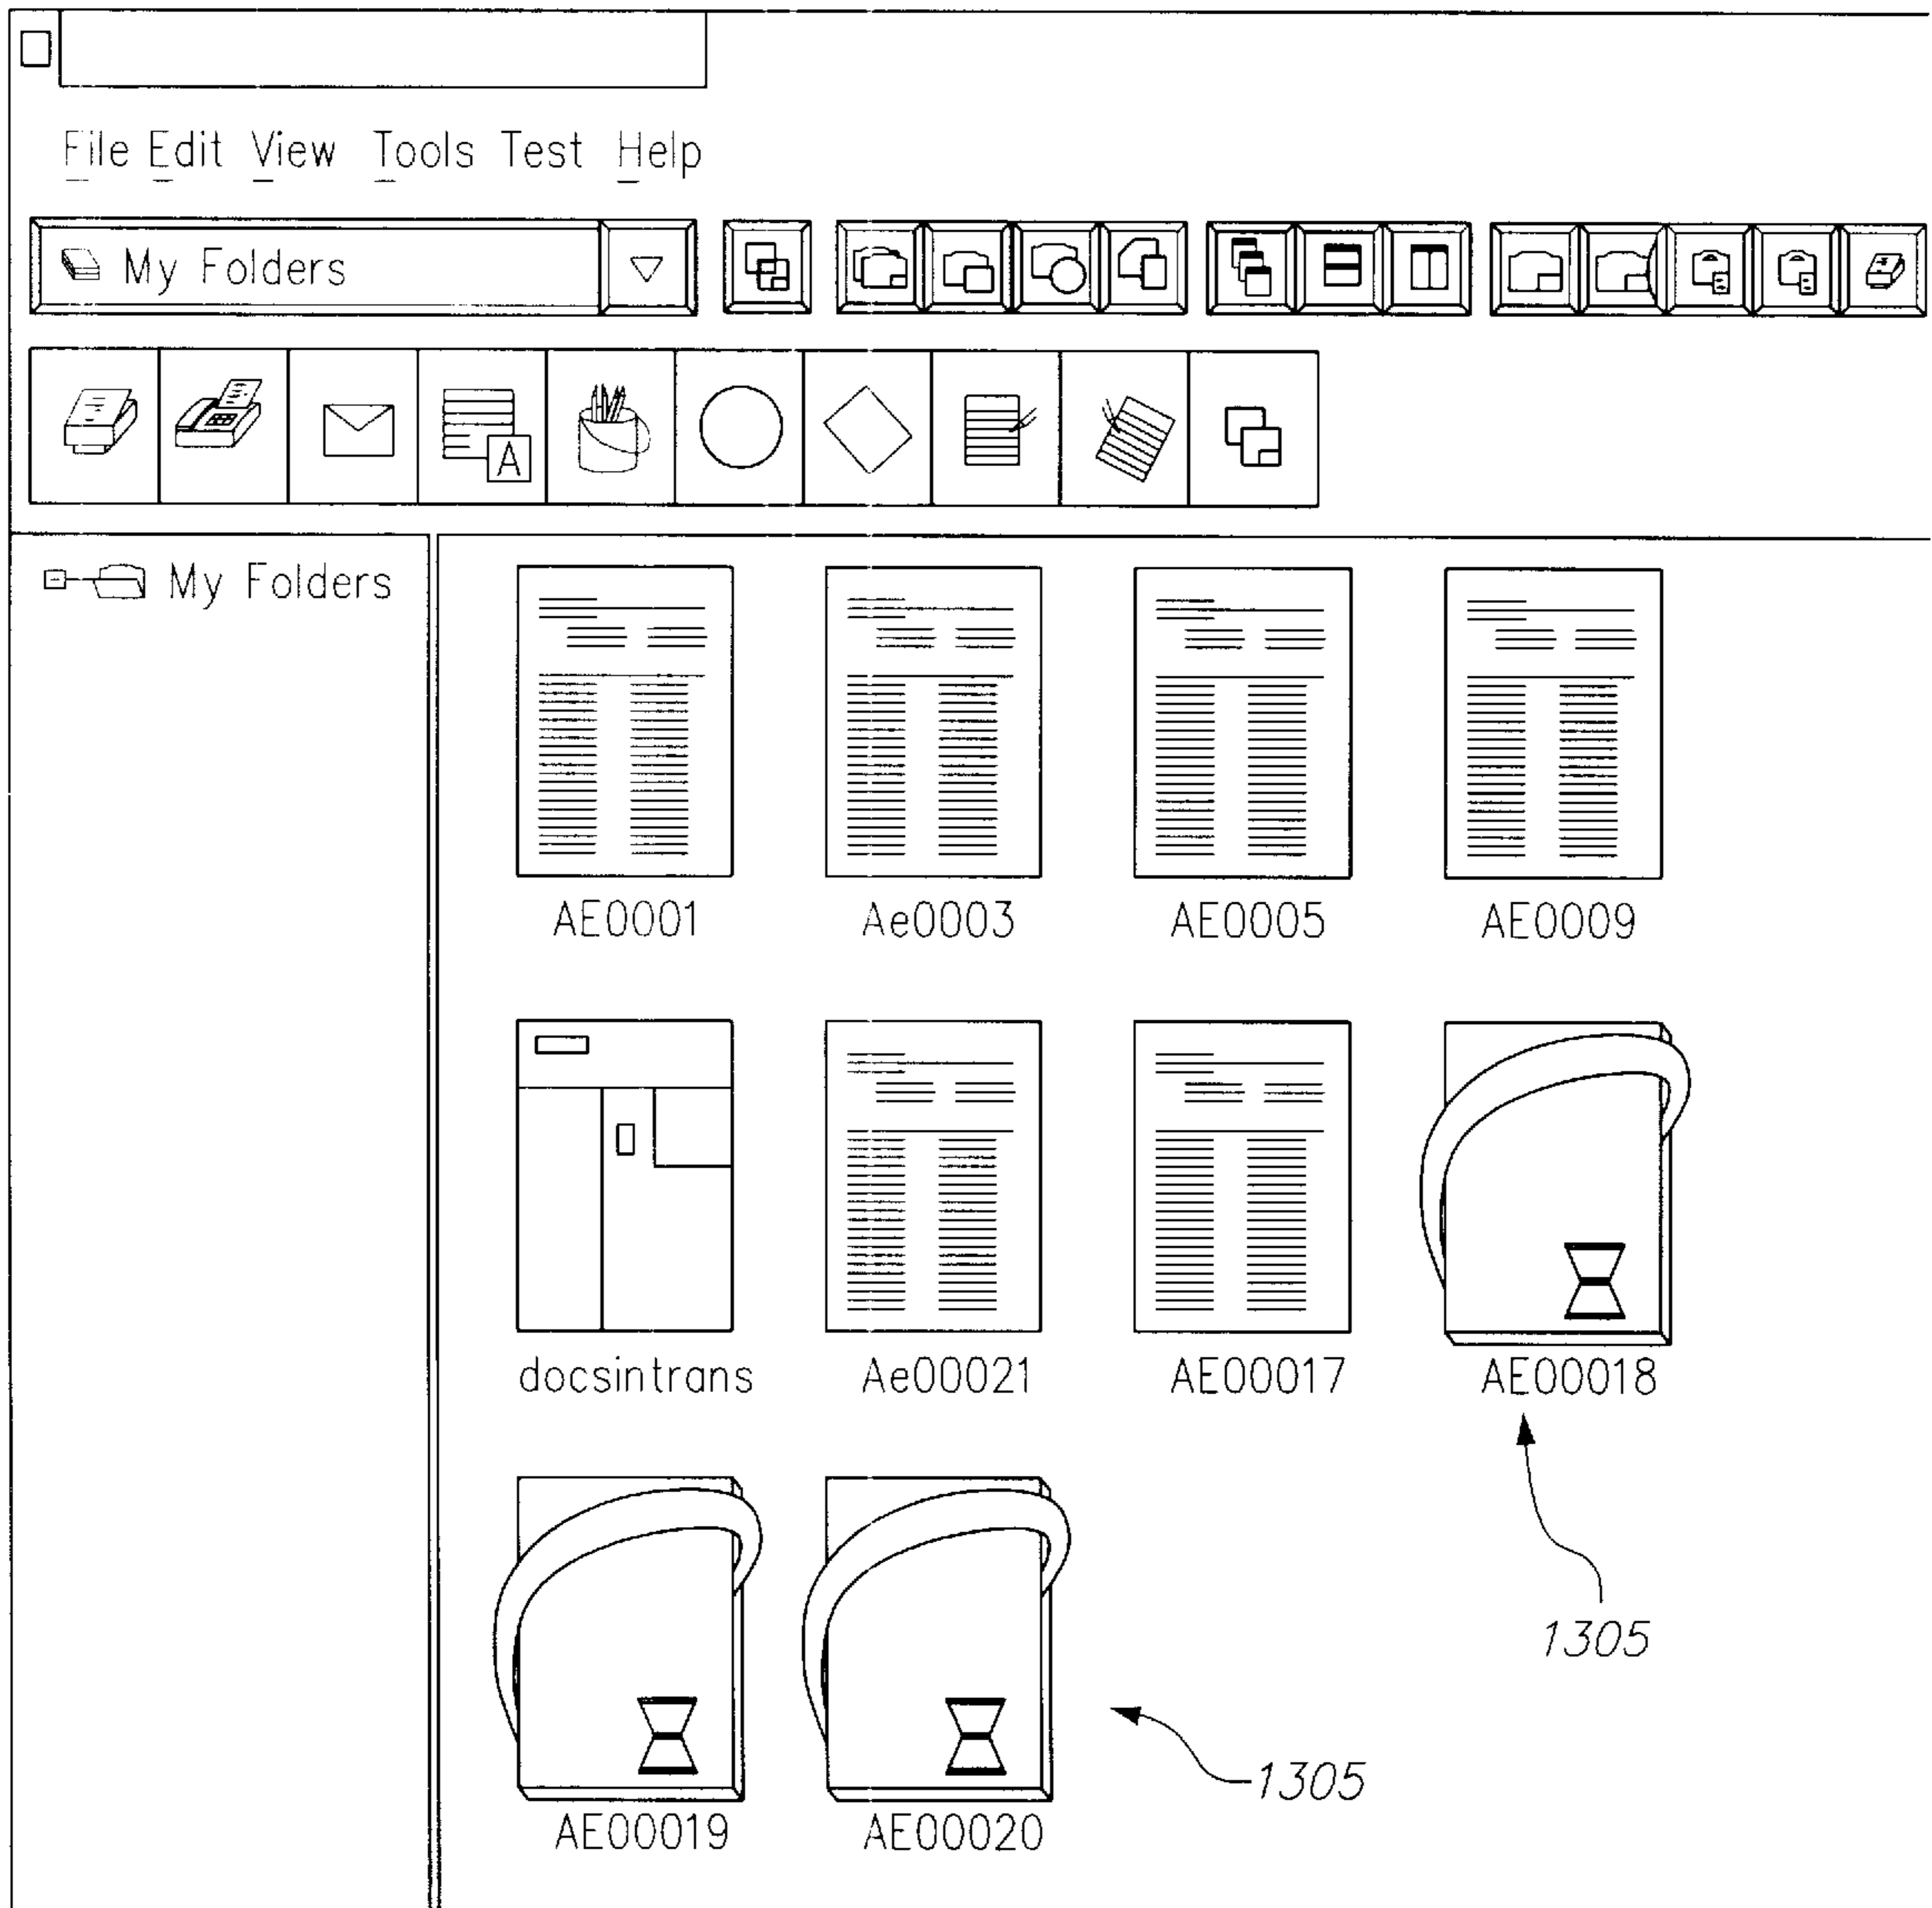 File Edit View Tools Test Help
My Folders
A
My Folders
AE0001 Ae0003 AE0005 AE0009
docsintrans Ae00021 AE00017 AE00018
1305
1305
AE00019 AE00020